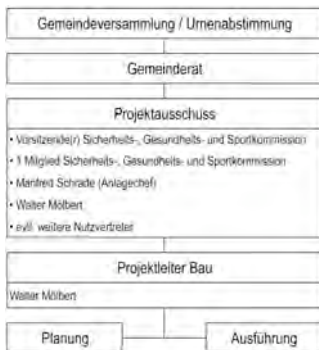 Gemeindeversammlung / Urnenabstimmung
Gemeinderat
Projektausschuss
• Vorsitzende(r) Sicherheits-, Gesundheits- und Sportkommission
• 1 Mitglied Sicherheits-, Gesundheits- und Sportkommission
• Manfred Schrade (Anlagechef)
• Walter Mölbert
• evtl. weitere Nutzvertreter
Projektleiter Bau
Walter Mölbert
Planung
Ausführung